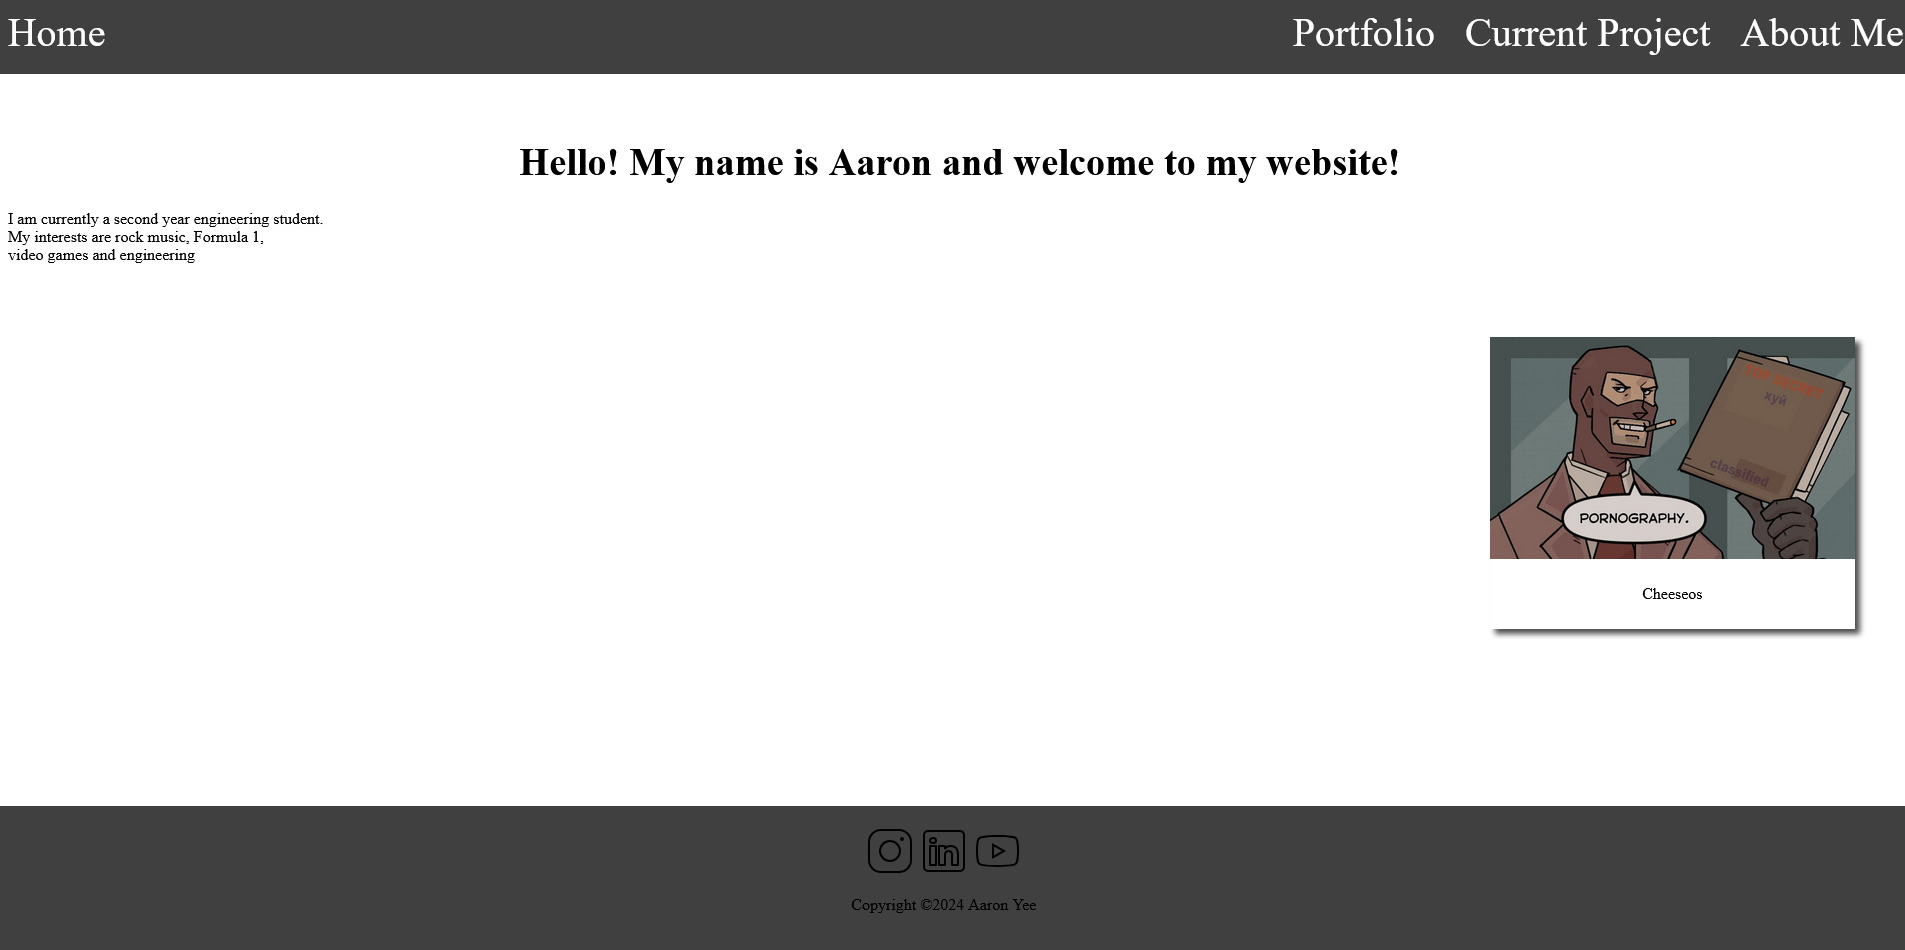 Home Portfolio Current Project About Me
Hello! My name is Aaron and welcome to my website!
I am currently a second year engineering student.
My interests are rock music, Formula 1,
video games and engineering
TOP SECRET
хуй
classified
PORNOGRAPHY.
Cheeseos
in
Copyright ©2024 Aaron Yee